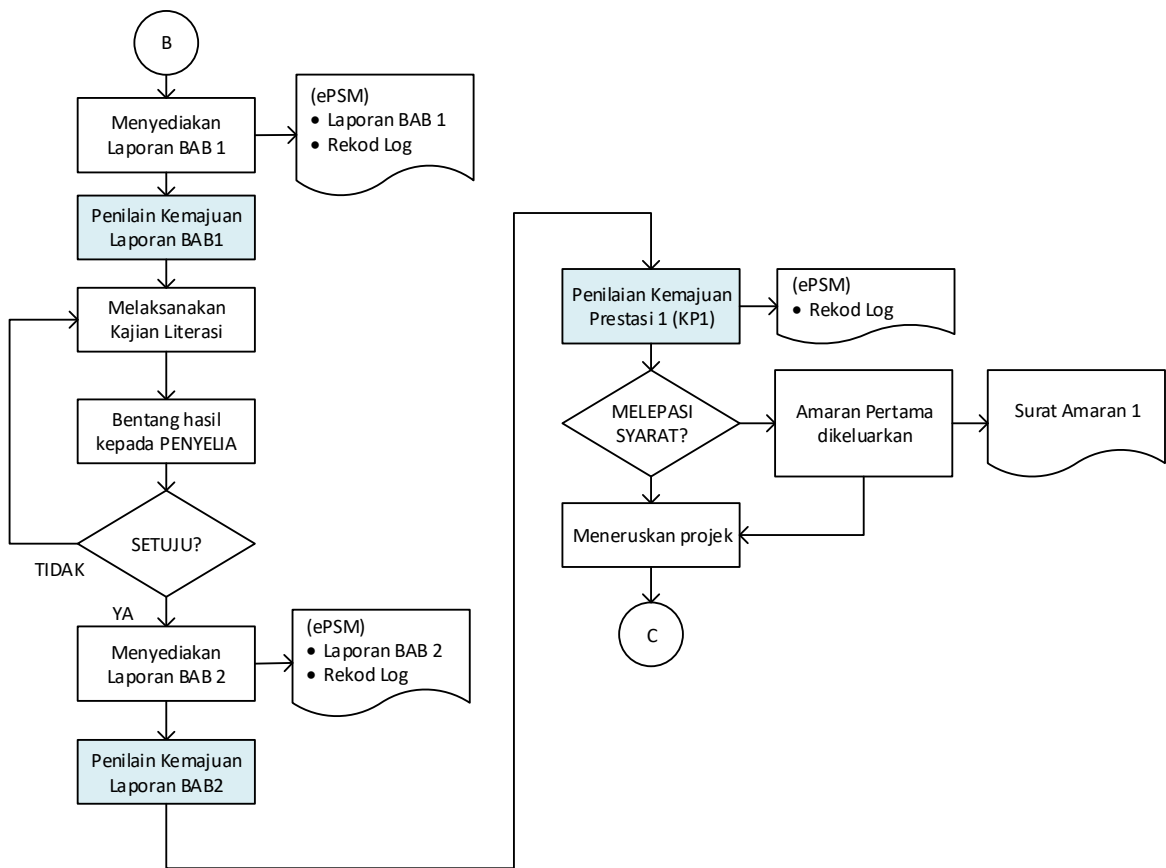 B
Menyediakan
Laporan BAB 1
(ePSM)
• Laporan BAB 1
• Rekod Log
Penilain Kemajuan
Laporan BAB1
Melaksanakan
Kajian Literasi
Bentang hasil
kepada PENYELIA
SETUJU?
TIDAK
YA
Menyediakan
Laporan BAB 2
(ePSM)
• Laporan BAB 2
• Rekod Log
Penilain Kemajuan
Laporan BAB2
Penilaian Kemajuan
Prestasi 1 (KP1)
(ePSM)
• Rekod Log
MELEPASI
SYARAT?
Amaran Pertama
dikeluarkan
Surat Amaran 1
Meneruskan projek
C